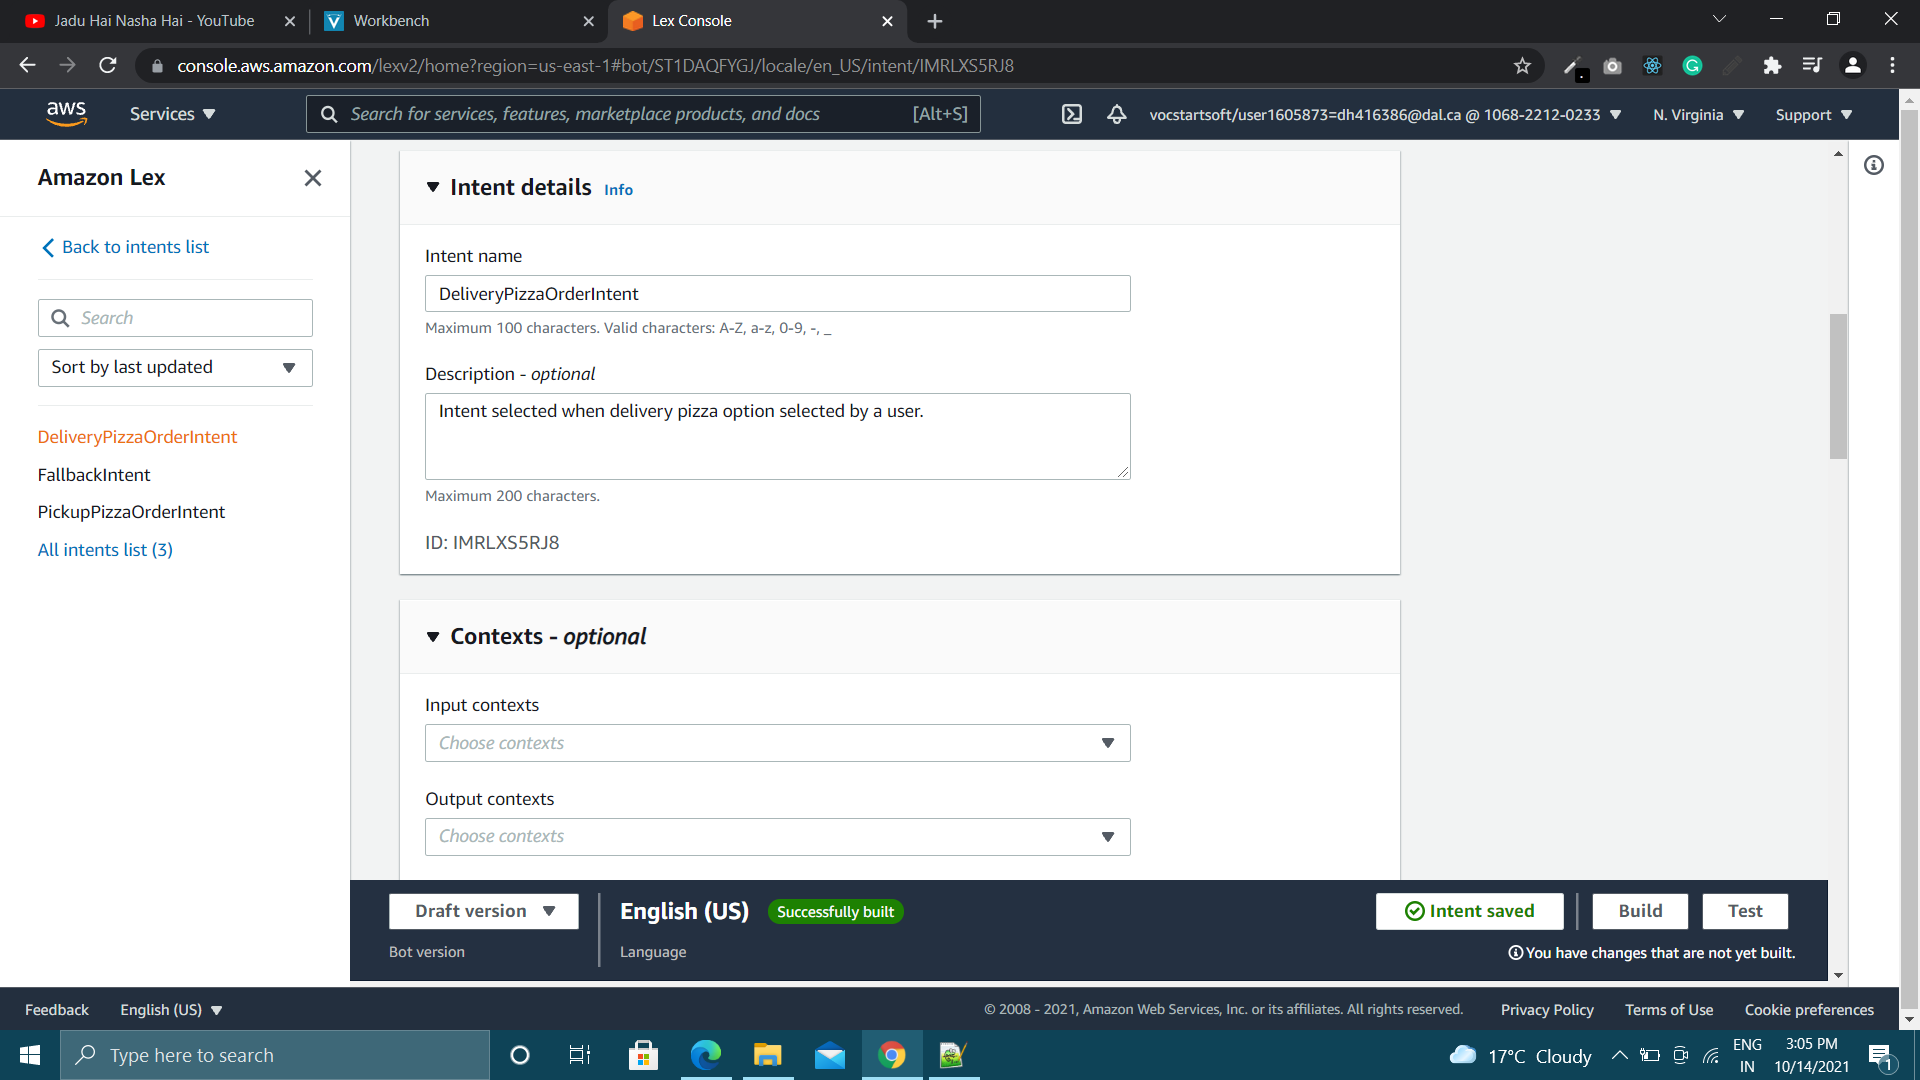 Jadu Hai Nasha Hai - YouTube
Workbench
Lex Console
console.aws.amazon.com/lexv2/home?region=us-east-1#bot/ST1DAQFYGJ/locale/en_US/intent/IMRLXS5RJ8
aws
Services
Search for services, features, marketplace products, and docs [Alt+S]
vocstartsoft/user1605873=dh416386@dal.ca @ 1068-2212-0233
N. Virginia
Support
Amazon Lex
Back to intents list
Search
Sort by last updated
DeliveryPizzaOrderIntent
FallbackIntent
PickupPizzaOrderIntent
All intents list (3)
Intent details Info
Intent name
DeliveryPizzaOrderIntent
Maximum 100 characters. Valid characters: A-Z, a-z, 0-9, -, _
Description - optional
Intent selected when delivery pizza option selected by a user.
Maximum 200 characters.
ID: IMRLXS5RJ8
Contexts - optional
Input contexts
Choose contexts
Output contexts
Choose contexts
Draft version
Bot version
English (US) Successfully built
Language
Intent saved
Build
Test
You have changes that are not yet built.
Feedback
English (US)
© 2008 - 2021, Amazon Web Services, Inc. or its affiliates. All rights reserved.
Privacy Policy
Terms of Use
Cookie preferences
Type here to search
17°C Cloudy
ENG
IN
3:05 PM
10/14/2021
1